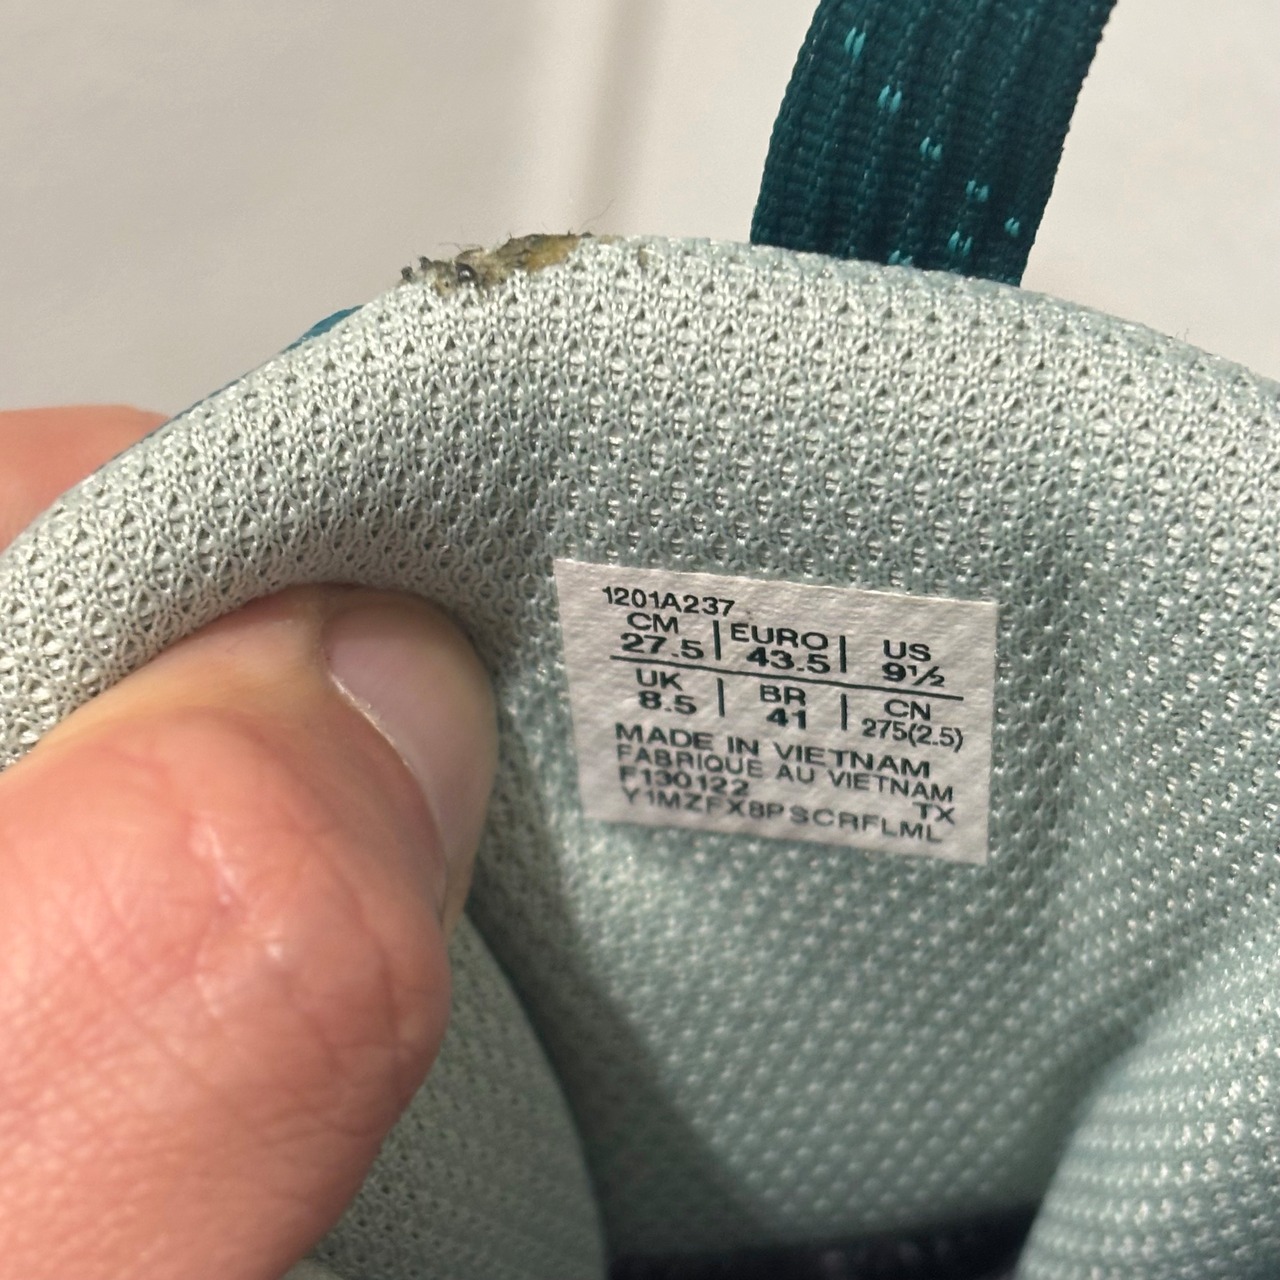 1201A237
CM | EURO | US
27.5 | 43.5 | 9½
UK | BR | CN
8.5 | 41 | 275(2.5)
MADE IN VIETNAM
FABRIQUE AU VIETNAM
F130122 TX
Y1MZFX8PSCRFLML